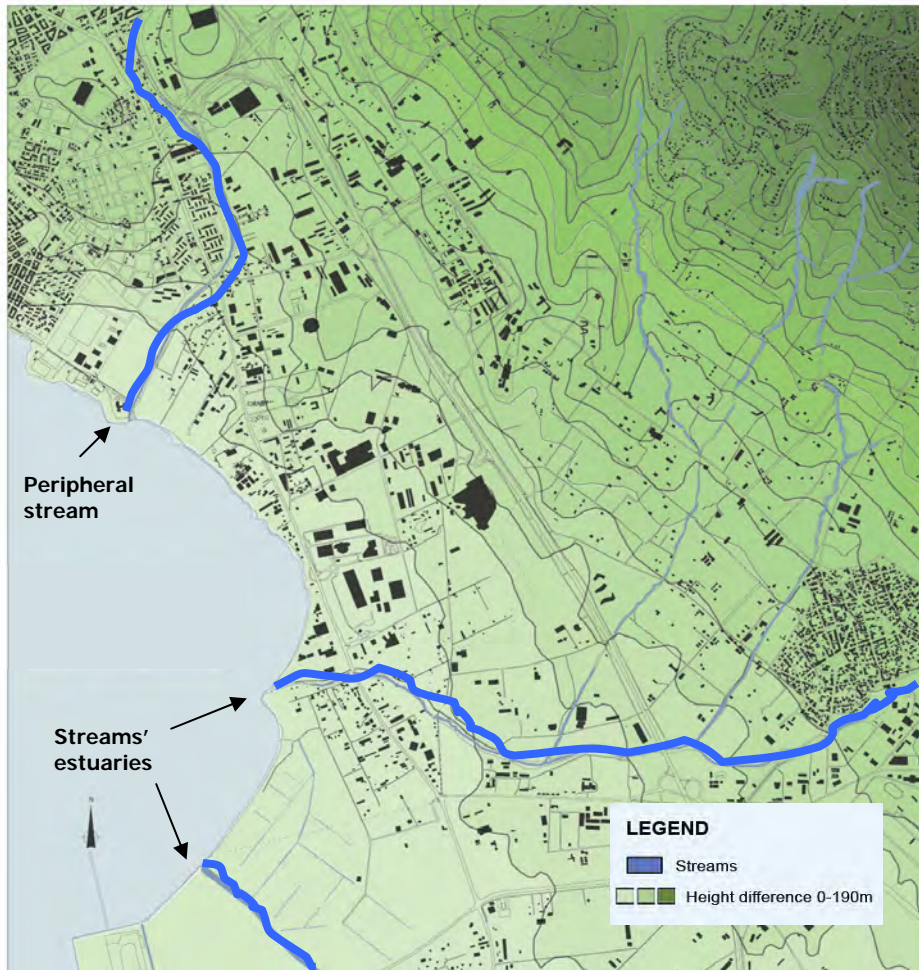 Peripheral
stream
Streams'
estuaries
N
LEGEND
Streams
Height difference 0-190m